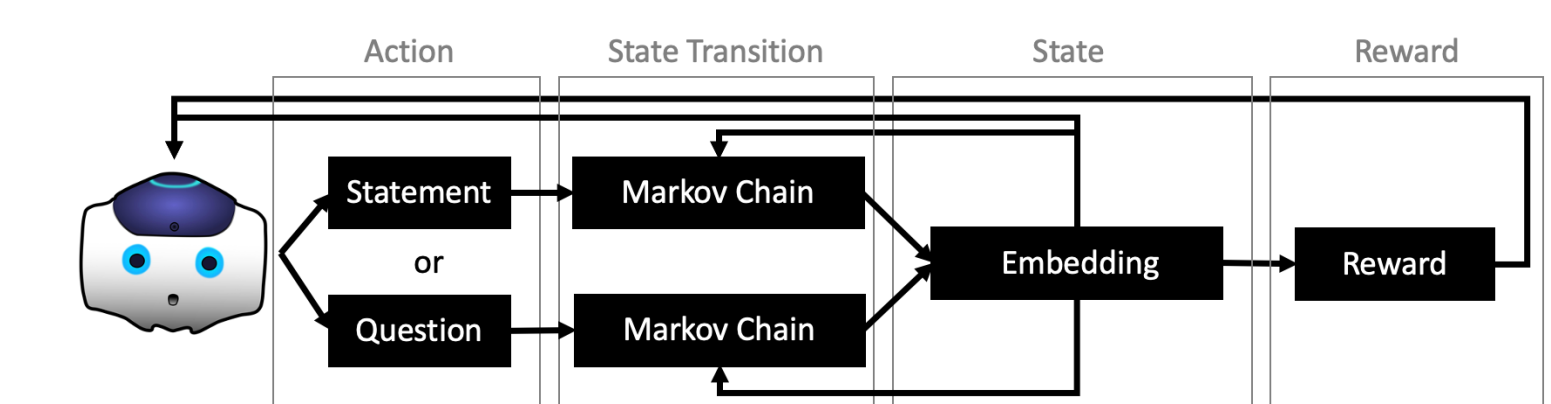 Action
State Transition
State
Reward
Statement
Markov Chain
or
Embedding
Reward
Question
Markov Chain